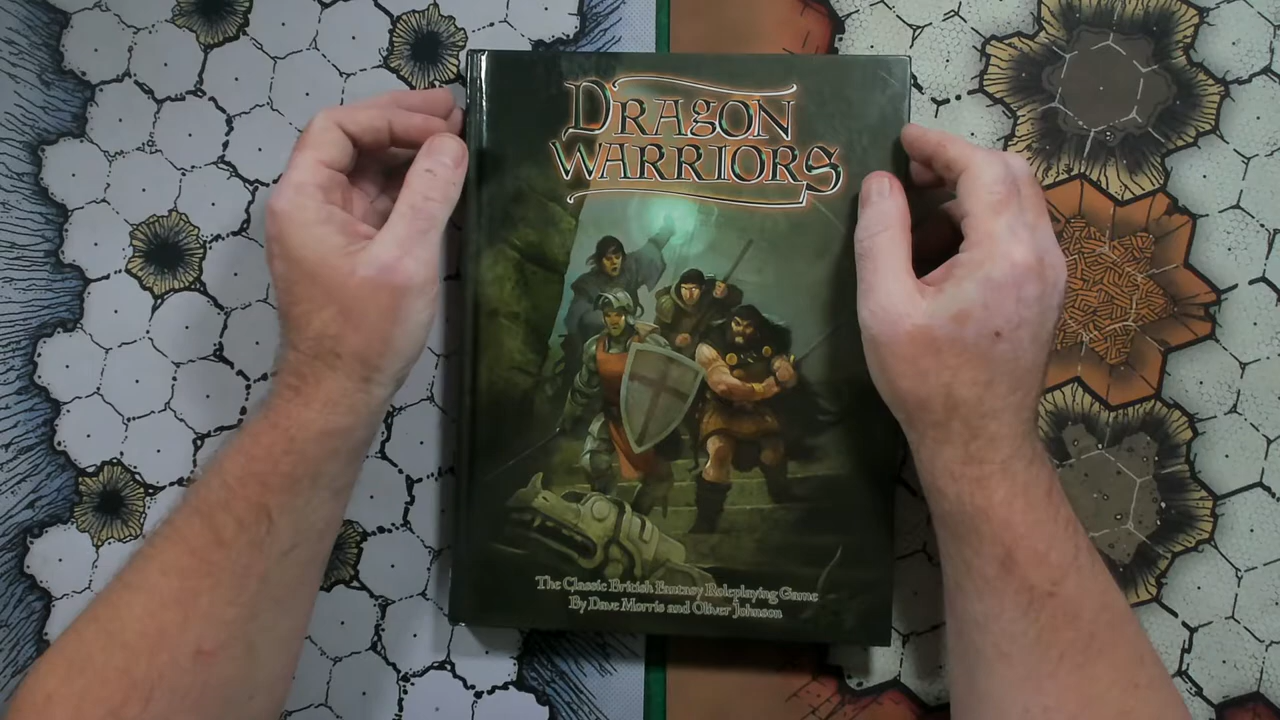 DRAGON
WARRIORS
The Classic British Fantasy Roleplaying Game
By Dave Morris and Oliver Johnson